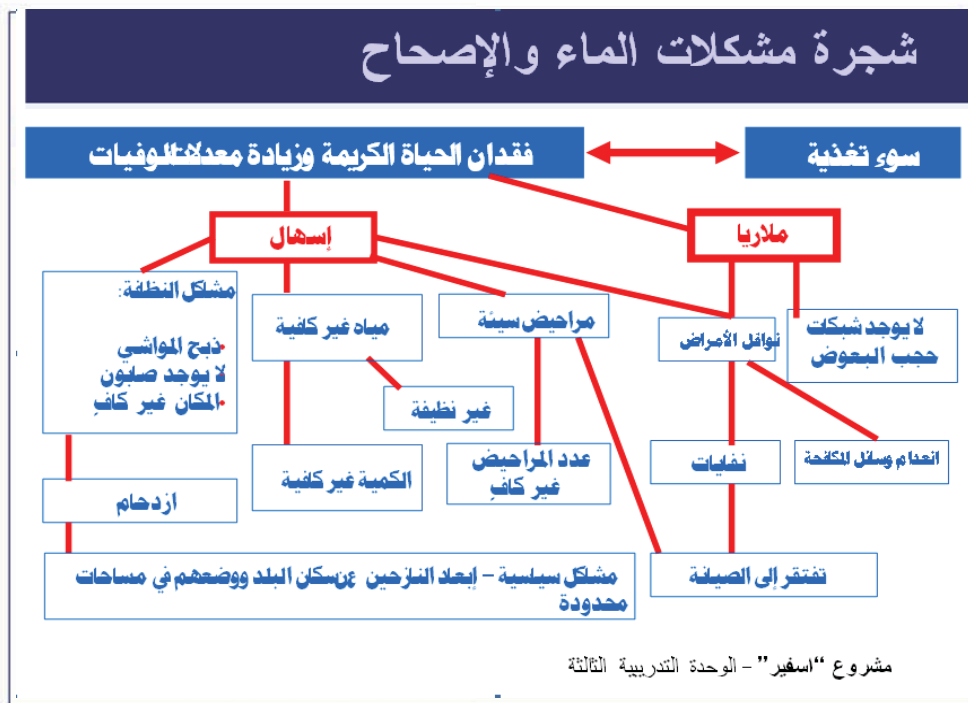 شجرة مشكلات الماء والإصحاح
سوء تغذية
فقدان الحياة الكريمة وزيادة معدلات الوفيات
ملاريا
إسهال
لا يوجد شبكات
حجب البعوض
نواقل الأمراض
مراحيض سيئة
مياه غير كافية
مشاكل النظفة:
•ذبح المواشي
لا يوجد صابون
•المكان غير كافٍ
غير نظيفة
انعدام وسائل المكافحة
نفايات
عدد المراحيض
غير كافٍ
الكمية غير كافية
ازدحام
تفتقر إلى الصيانة
مشاكل سياسية – إبعاد النازحين عن سكان البلد ووضعهم في مساحات
محدودة
مشروع “اسفير” – الوحدة التدريبية الثالثة